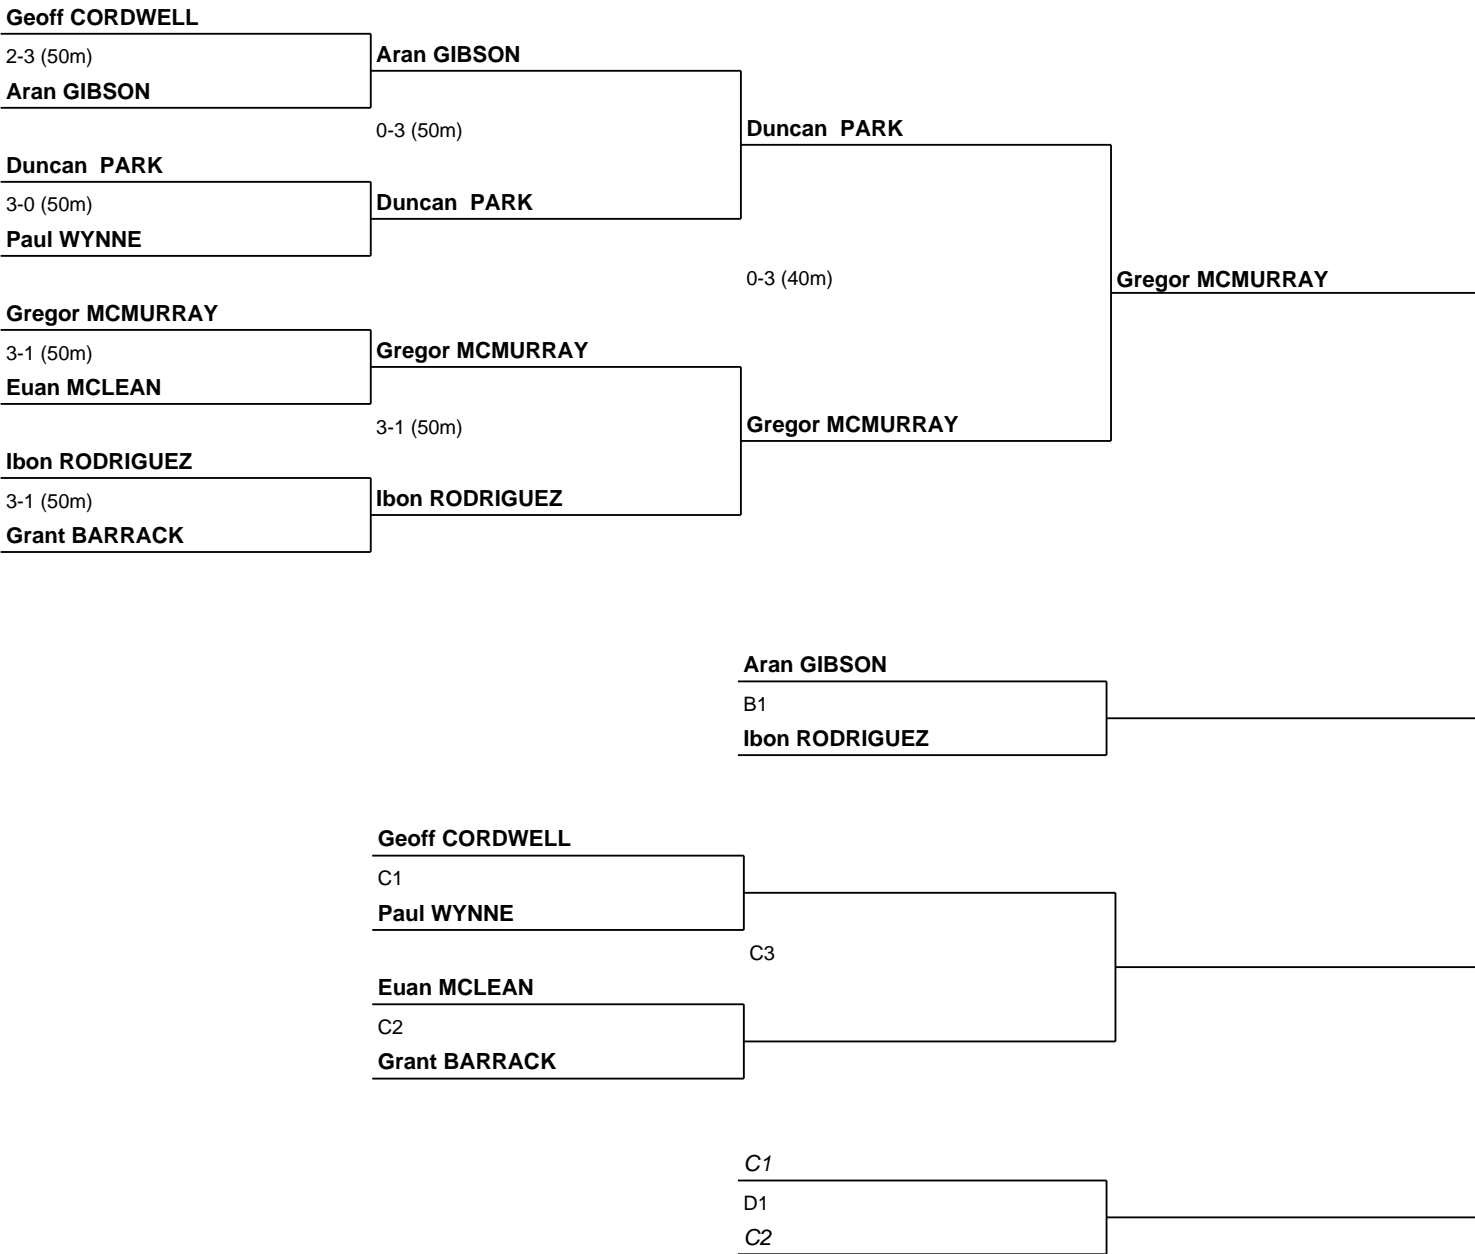 Geoff CORDWELL
2-3 (50m)
Aran GIBSON
Aran GIBSON
0-3 (50m)
Duncan  PARK
Duncan  PARK
3-0 (50m)
Duncan  PARK
Paul WYNNE
0-3 (40m)
Gregor MCMURRAY
Gregor MCMURRAY
3-1 (50m)
Gregor MCMURRAY
Euan MCLEAN
3-1 (50m)
Gregor MCMURRAY
Ibon RODRIGUEZ
3-1 (50m)
Ibon RODRIGUEZ
Grant BARRACK
Aran GIBSON
B1
Ibon RODRIGUEZ
Geoff CORDWELL
C1
Paul WYNNE
C3
Euan MCLEAN
C2
Grant BARRACK
C1
D1
C2